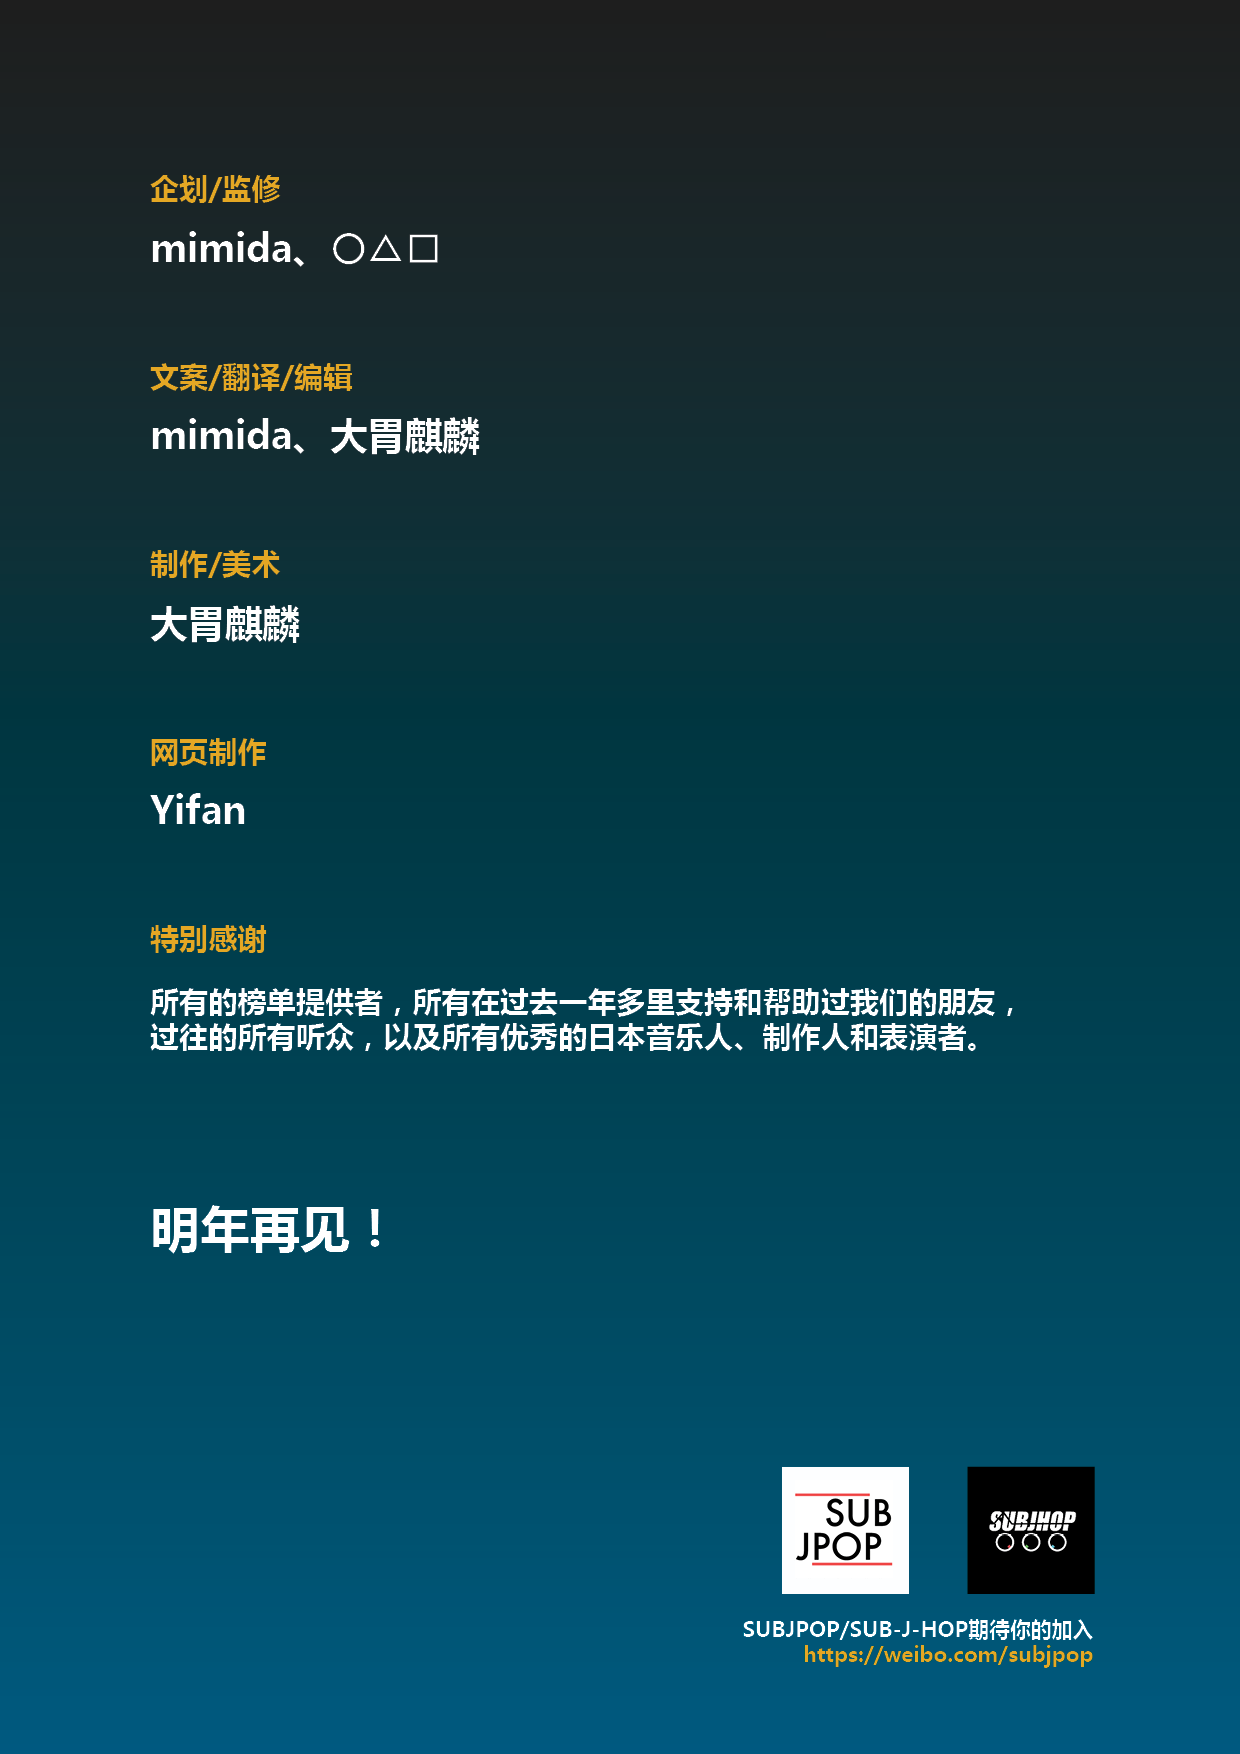 企划/监修
mimida、○△□
文案/翻译/编辑
mimida、大胃麒麟
制作/美术
大胃麒麟
网页制作
Yifan
特别感谢
所有的榜单提供者，所有在过去一年多里支持和帮助过我们的朋友，
过往的所有听众，以及所有优秀的日本音乐人、制作人和表演者。
明年再见！
SUB
JPOP
SUBJHOP
SUBJPOP/SUB-J-HOP期待你的加入
https://weibo.com/subjpop